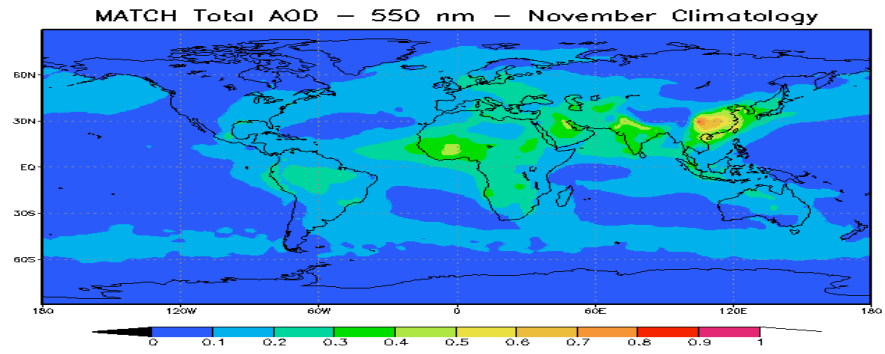 MATCH Total AOD – 550 nm – November Climatology
60N
30N
EQ
30S
60S
180 120W 60W 0 60E 120E 180
0 0.1 0.2 0.3 0.4 0.5 0.6 0.7 0.8 0.9 1